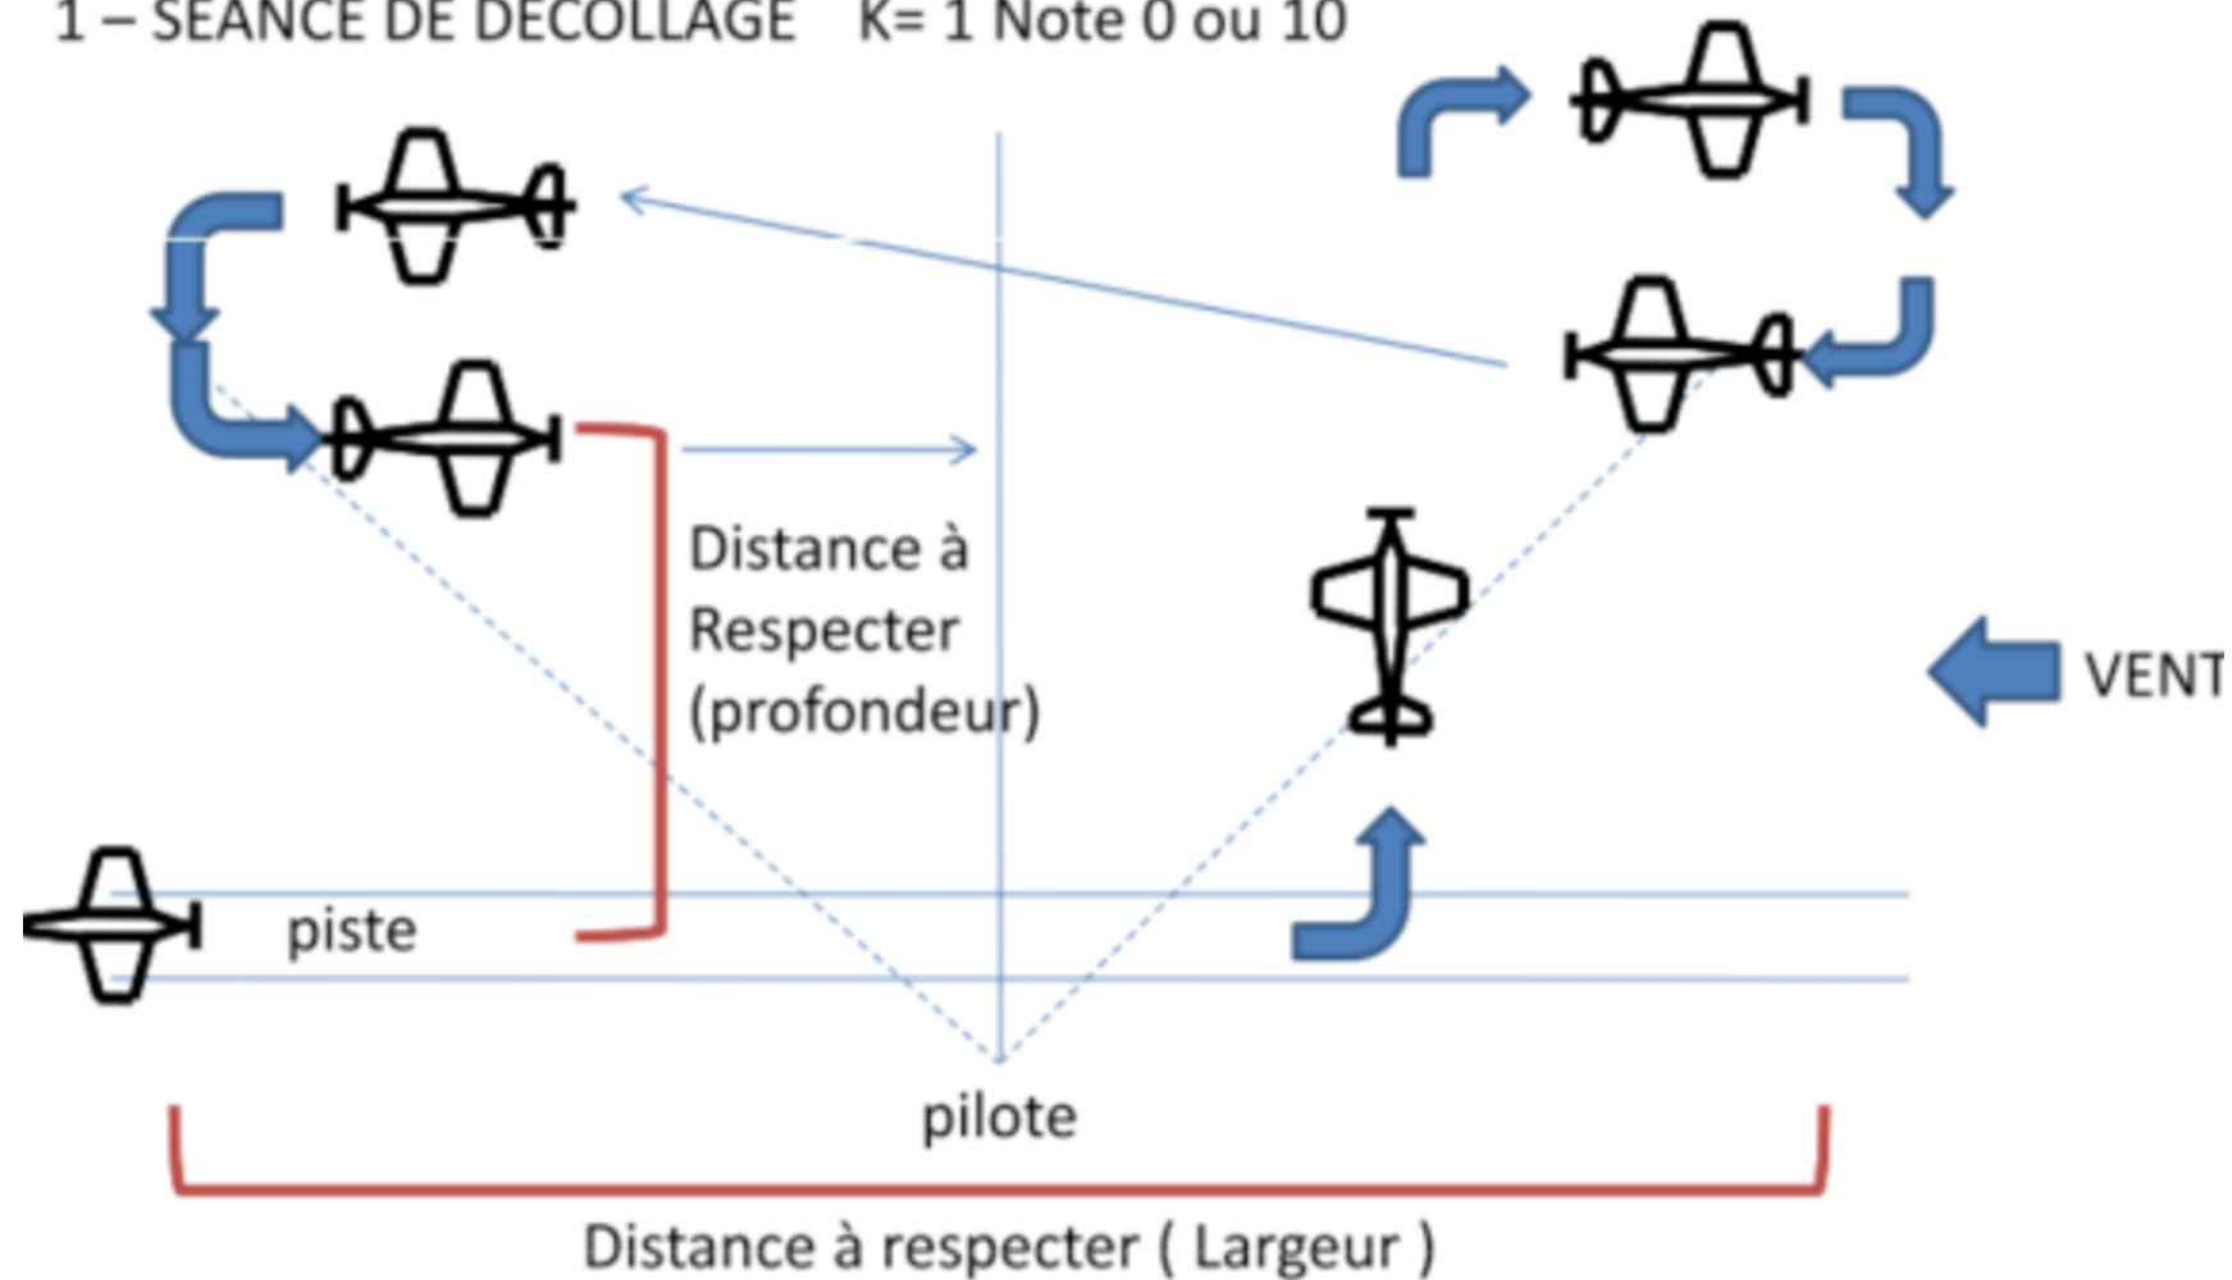 1 – SEANCE DE DECOLLAGE K= 1 Note 0 ou 10
Distance à
Respecter
(profondeur)
VENT
piste
pilote
Distance à respecter ( Largeur )